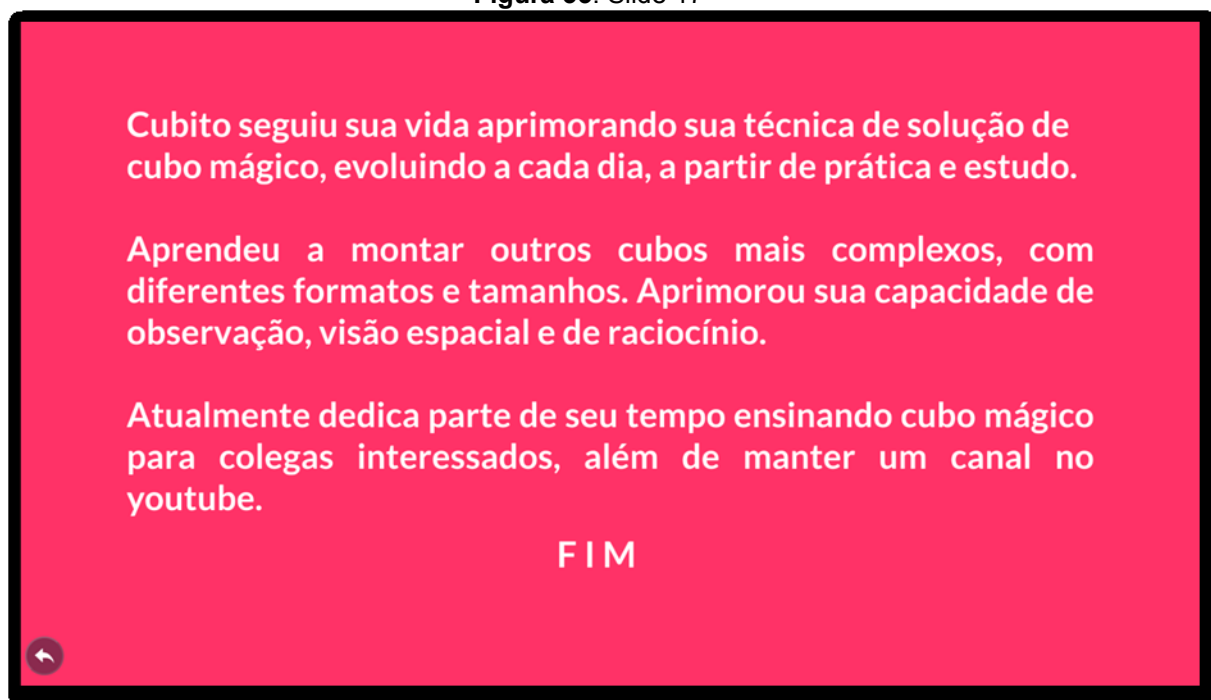 Cubito seguiu sua vida aprimorando sua técnica de solução de
cubo mágico, evoluindo a cada dia, a partir de prática e estudo.
Aprendeu a montar outros cubos mais complexos, com
diferentes formatos e tamanhos. Aprimorou sua capacidade de
observação, visão espacial e de raciocínio.
Atualmente dedica parte de seu tempo ensinando cubo mágico
para colegas interessados, além de manter um canal no
youtube.
F I M